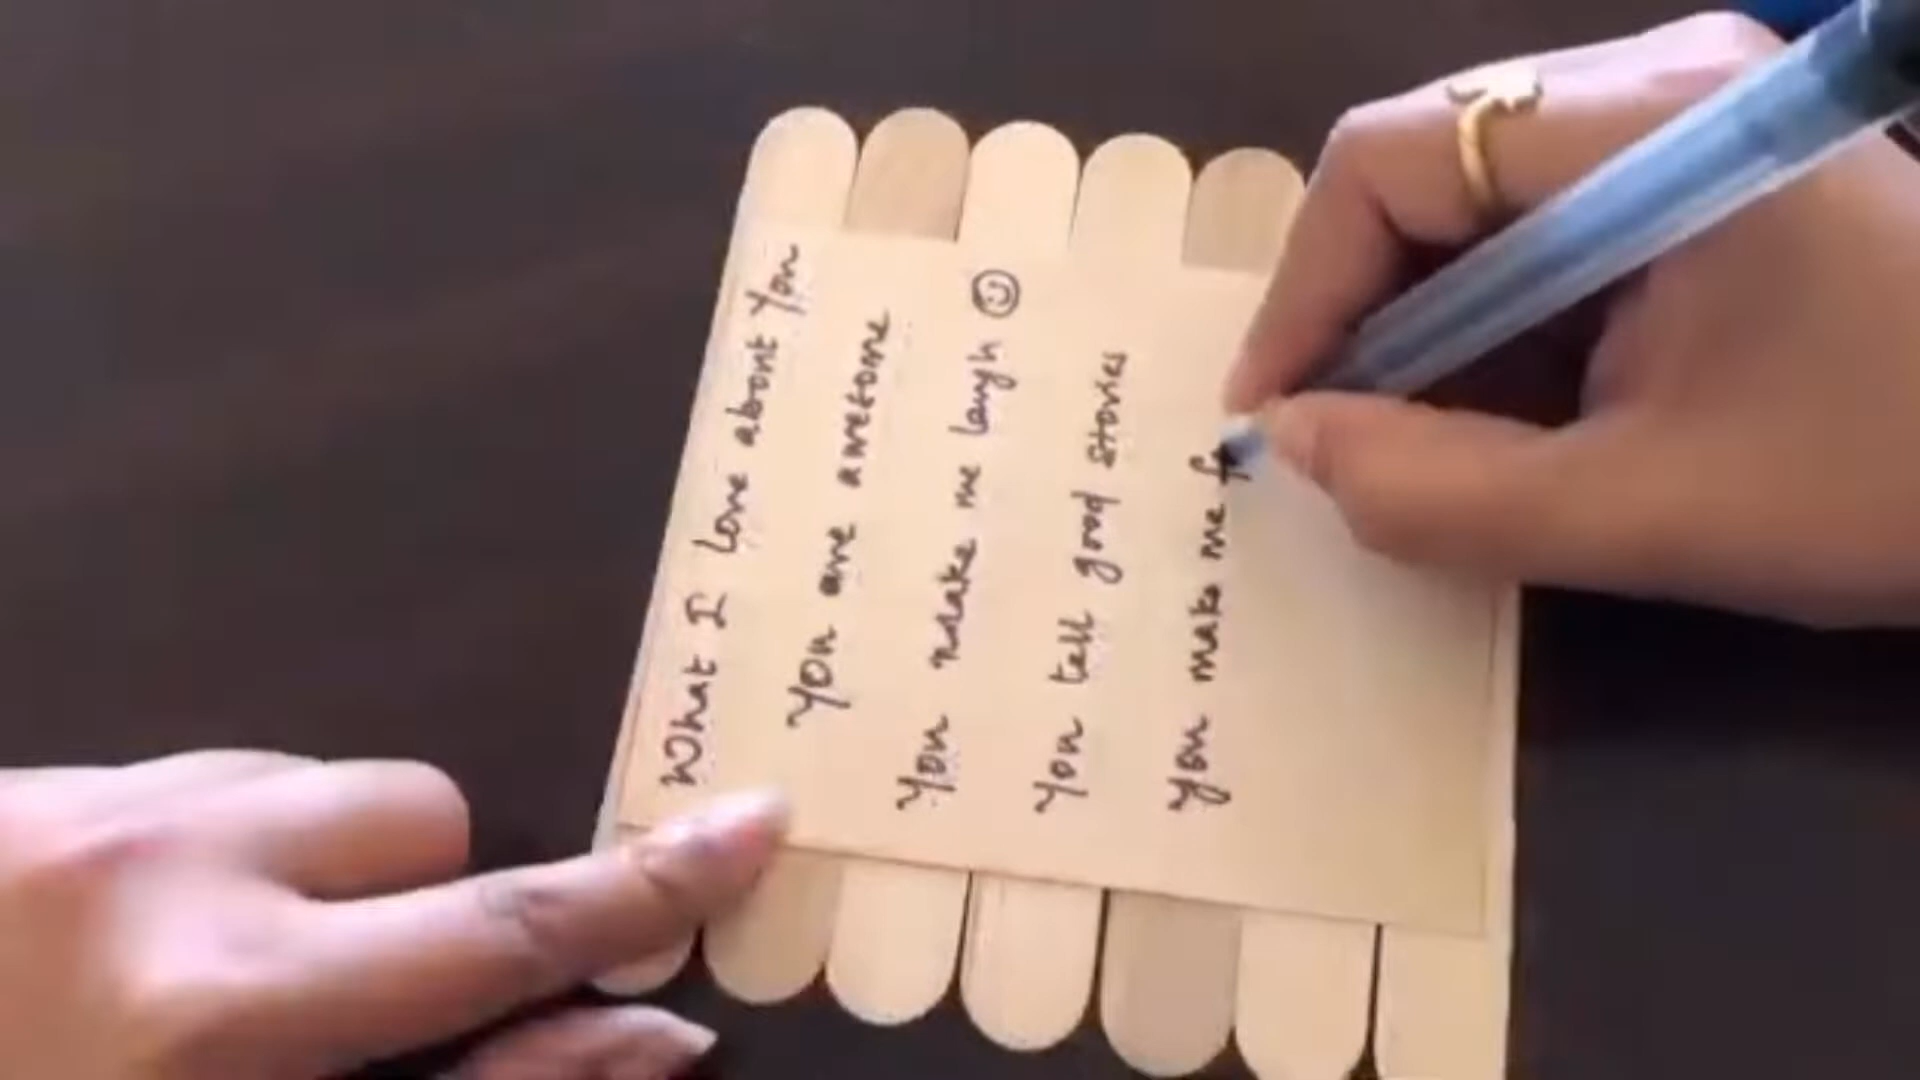 What I Love about You
You are awesome
You make me laugh ☺
You tell good stories
You make me f